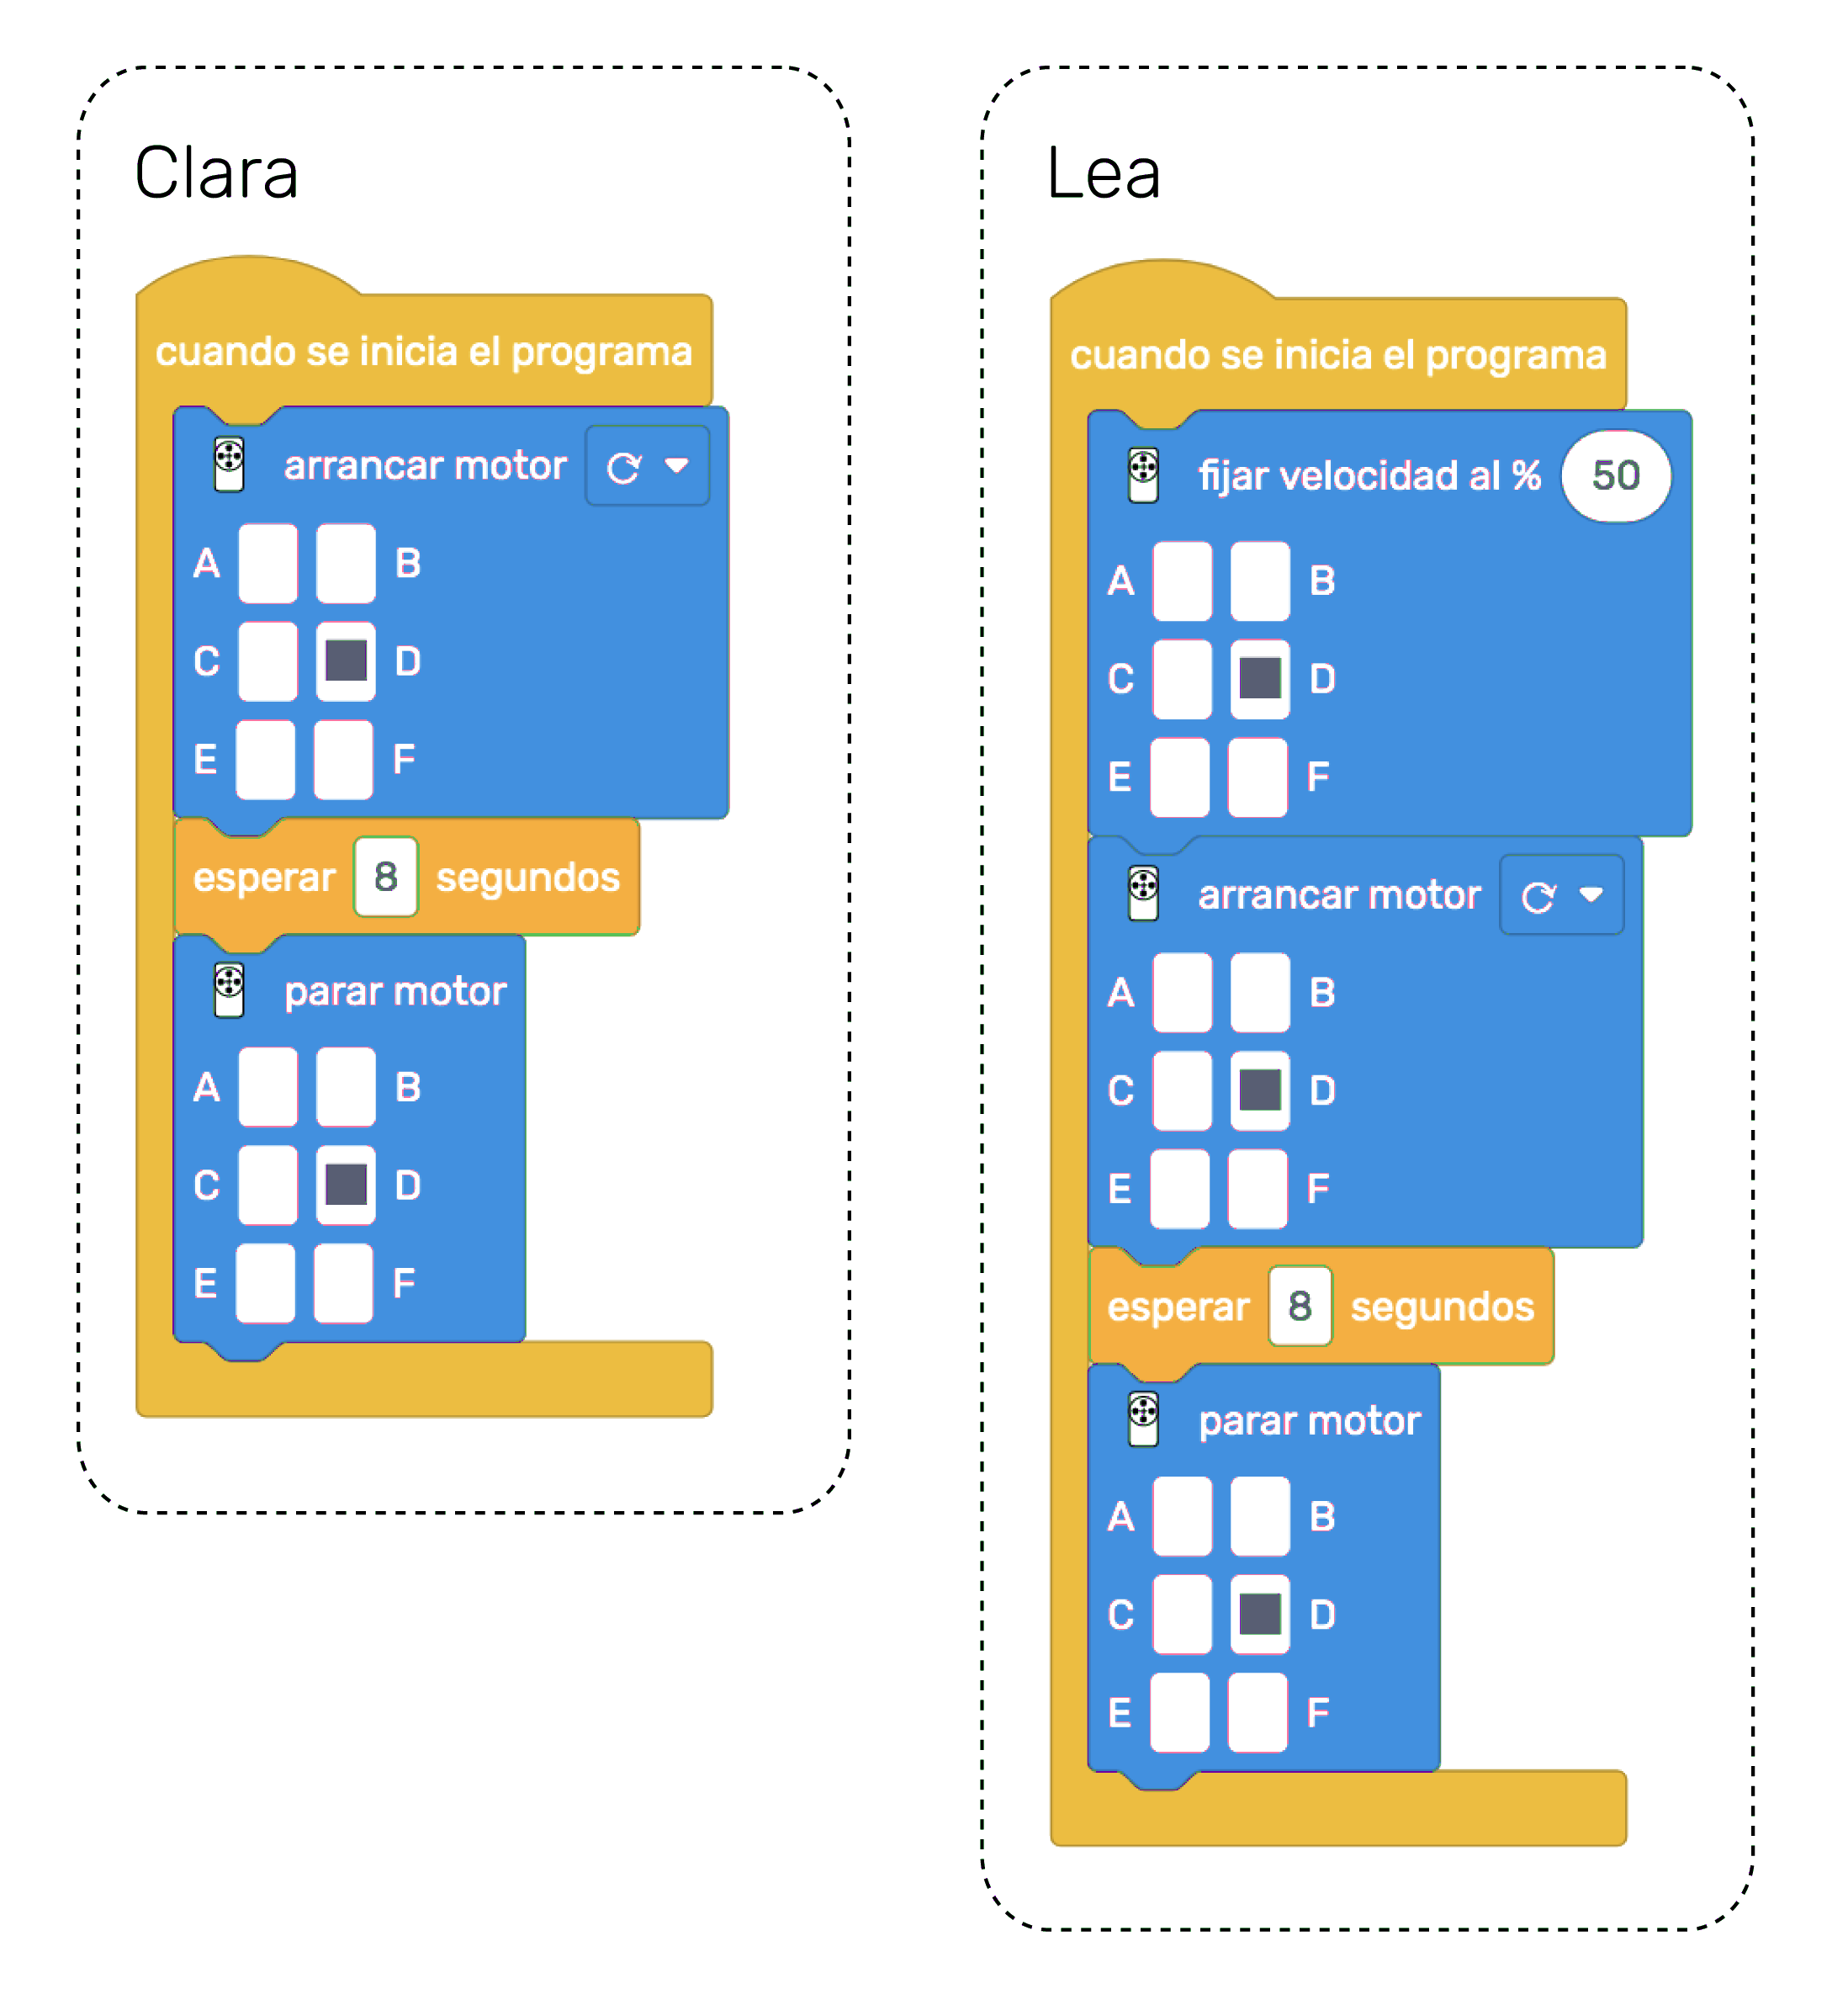 Clara
cuando se inicia el programa
arrancar motor
A B
C D
E F
esperar 8 segundos
parar motor
A B
C D
E F
Lea
cuando se inicia el programa
fijar velocidad al % 50
A B
C D
E F
arrancar motor
A B
C D
E F
esperar 8 segundos
parar motor
A B
C D
E F